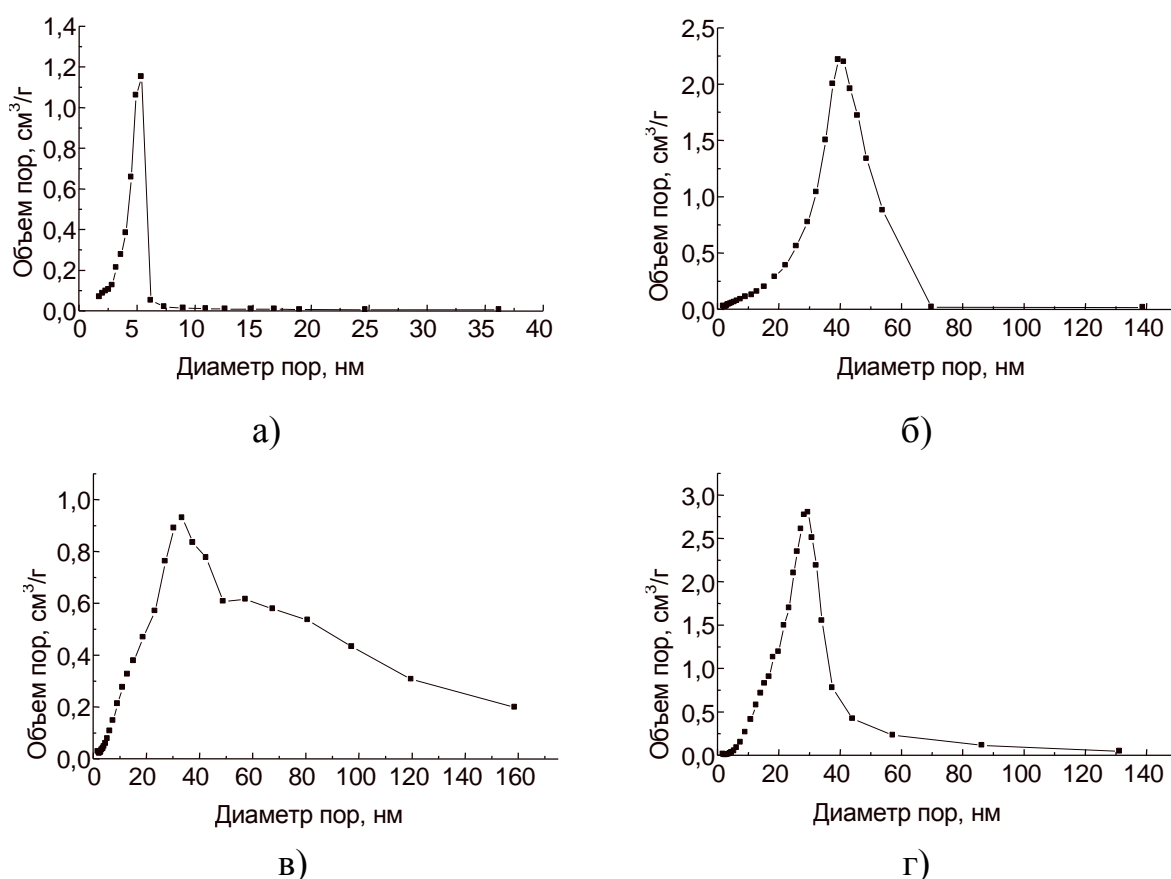 1,4
1,2
1,0
0,8
0,6
0,4
0,2
0,0
Объем пор, см³/г
0 5 10 15 20 25 30 35 40
Диаметр пор, нм
а)
2,5
2,0
1,5
1,0
0,5
0,0
Объем пор, см³/г
0 20 40 60 80 100 120 140
Диаметр пор, нм
б)
1,0
0,8
0,6
0,4
0,2
0,0
Объем пор, см³/г
0 20 40 60 80 100 120 140 160
Диаметр пор, нм
в)
3,0
2,5
2,0
1,5
1,0
0,5
0,0
Объем пор, см³/г
0 20 40 60 80 100 120 140
Диаметр пор, нм
г)